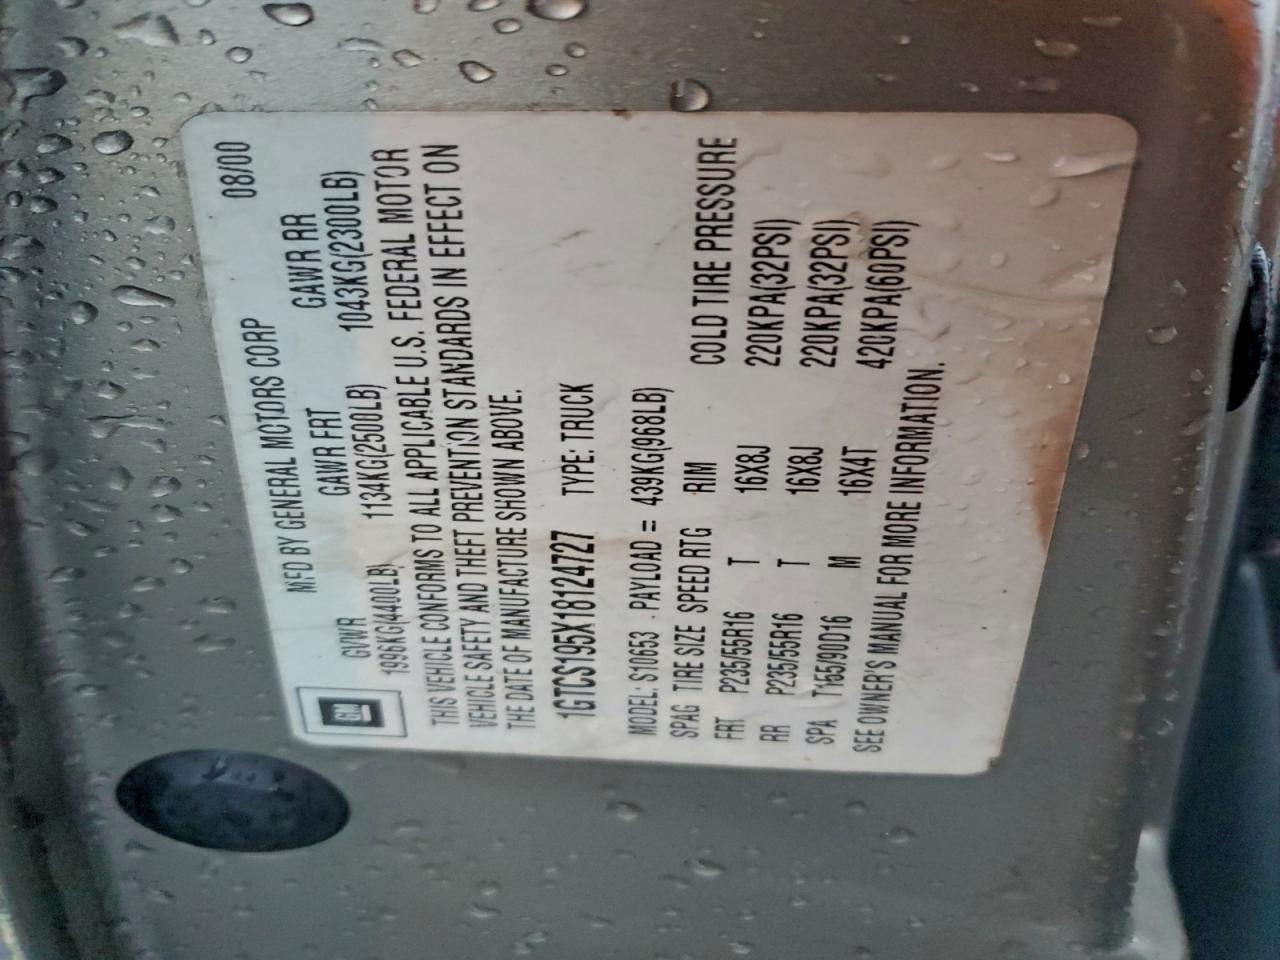 MFD BY GENERAL MOTORS CORP 08/00
GM
GVWR GAWR FRT GAWR RR
1996KG(4400LB) 1134KG(2500LB) 1043KG(2300LB)
THIS VEHICLE CONFORMS TO ALL APPLICABLE U.S. FEDERAL MOTOR
VEHICLE SAFETY AND THEFT PREVENTION STANDARDS IN EFFECT ON
THE DATE OF MANUFACTURE SHOWN ABOVE.
1GTCS195X18124727 TYPE: TRUCK
MODEL: S10653 PAYLOAD = 439KG(968LB)
SPAG TIRE SIZE SPEED RTG RIM COLD TIRE PRESSURE
FRT P235/55R16 T 16X8J 220KPA(32PSI)
RR P235/55R16 T 16X8J 220KPA(32PSI)
SPA T155/90D16 M 16X4T 420KPA(60PSI)
SEE OWNER'S MANUAL FOR MORE INFORMATION.